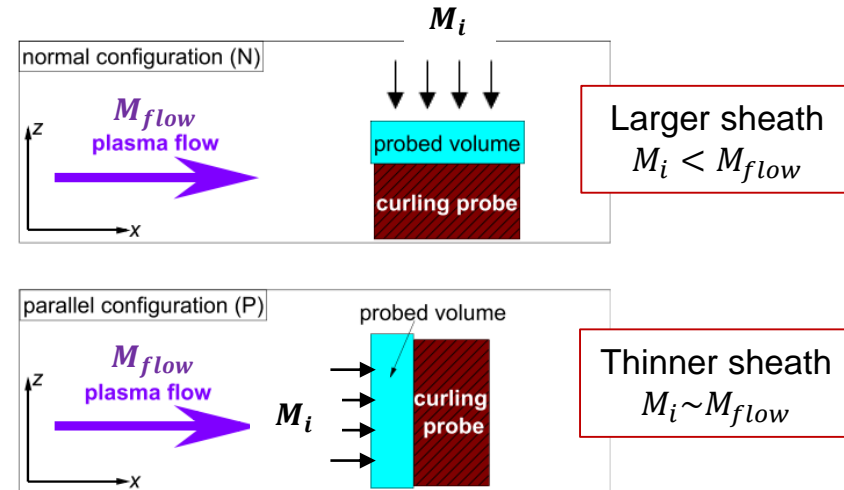 M_i
normal configuration (N)
M_flow
plasma flow
z
x
probed volume
curling probe
Larger sheath
M_i < M_flow
parallel configuration (P)
probed volume
M_flow
plasma flow
z
x
M_i
curling
probe
Thinner sheath
M_i~M_flow